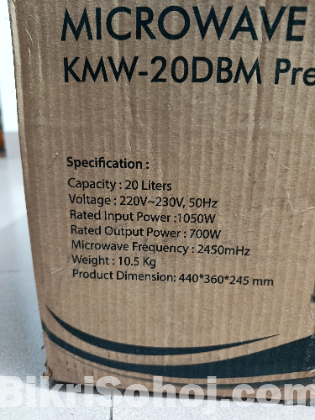 MICROWAVE
KMW-20DBM Pre
Specification :
Capacity : 20 Liters
Voltage : 220V~230V, 50Hz
Rated Input Power :1050W
Rated Output Power : 700W
Microwave Frequency : 2450mHz
Weight : 10.5 Kg
Product Dimension: 440*360*245 mm
BikriSohoj.com